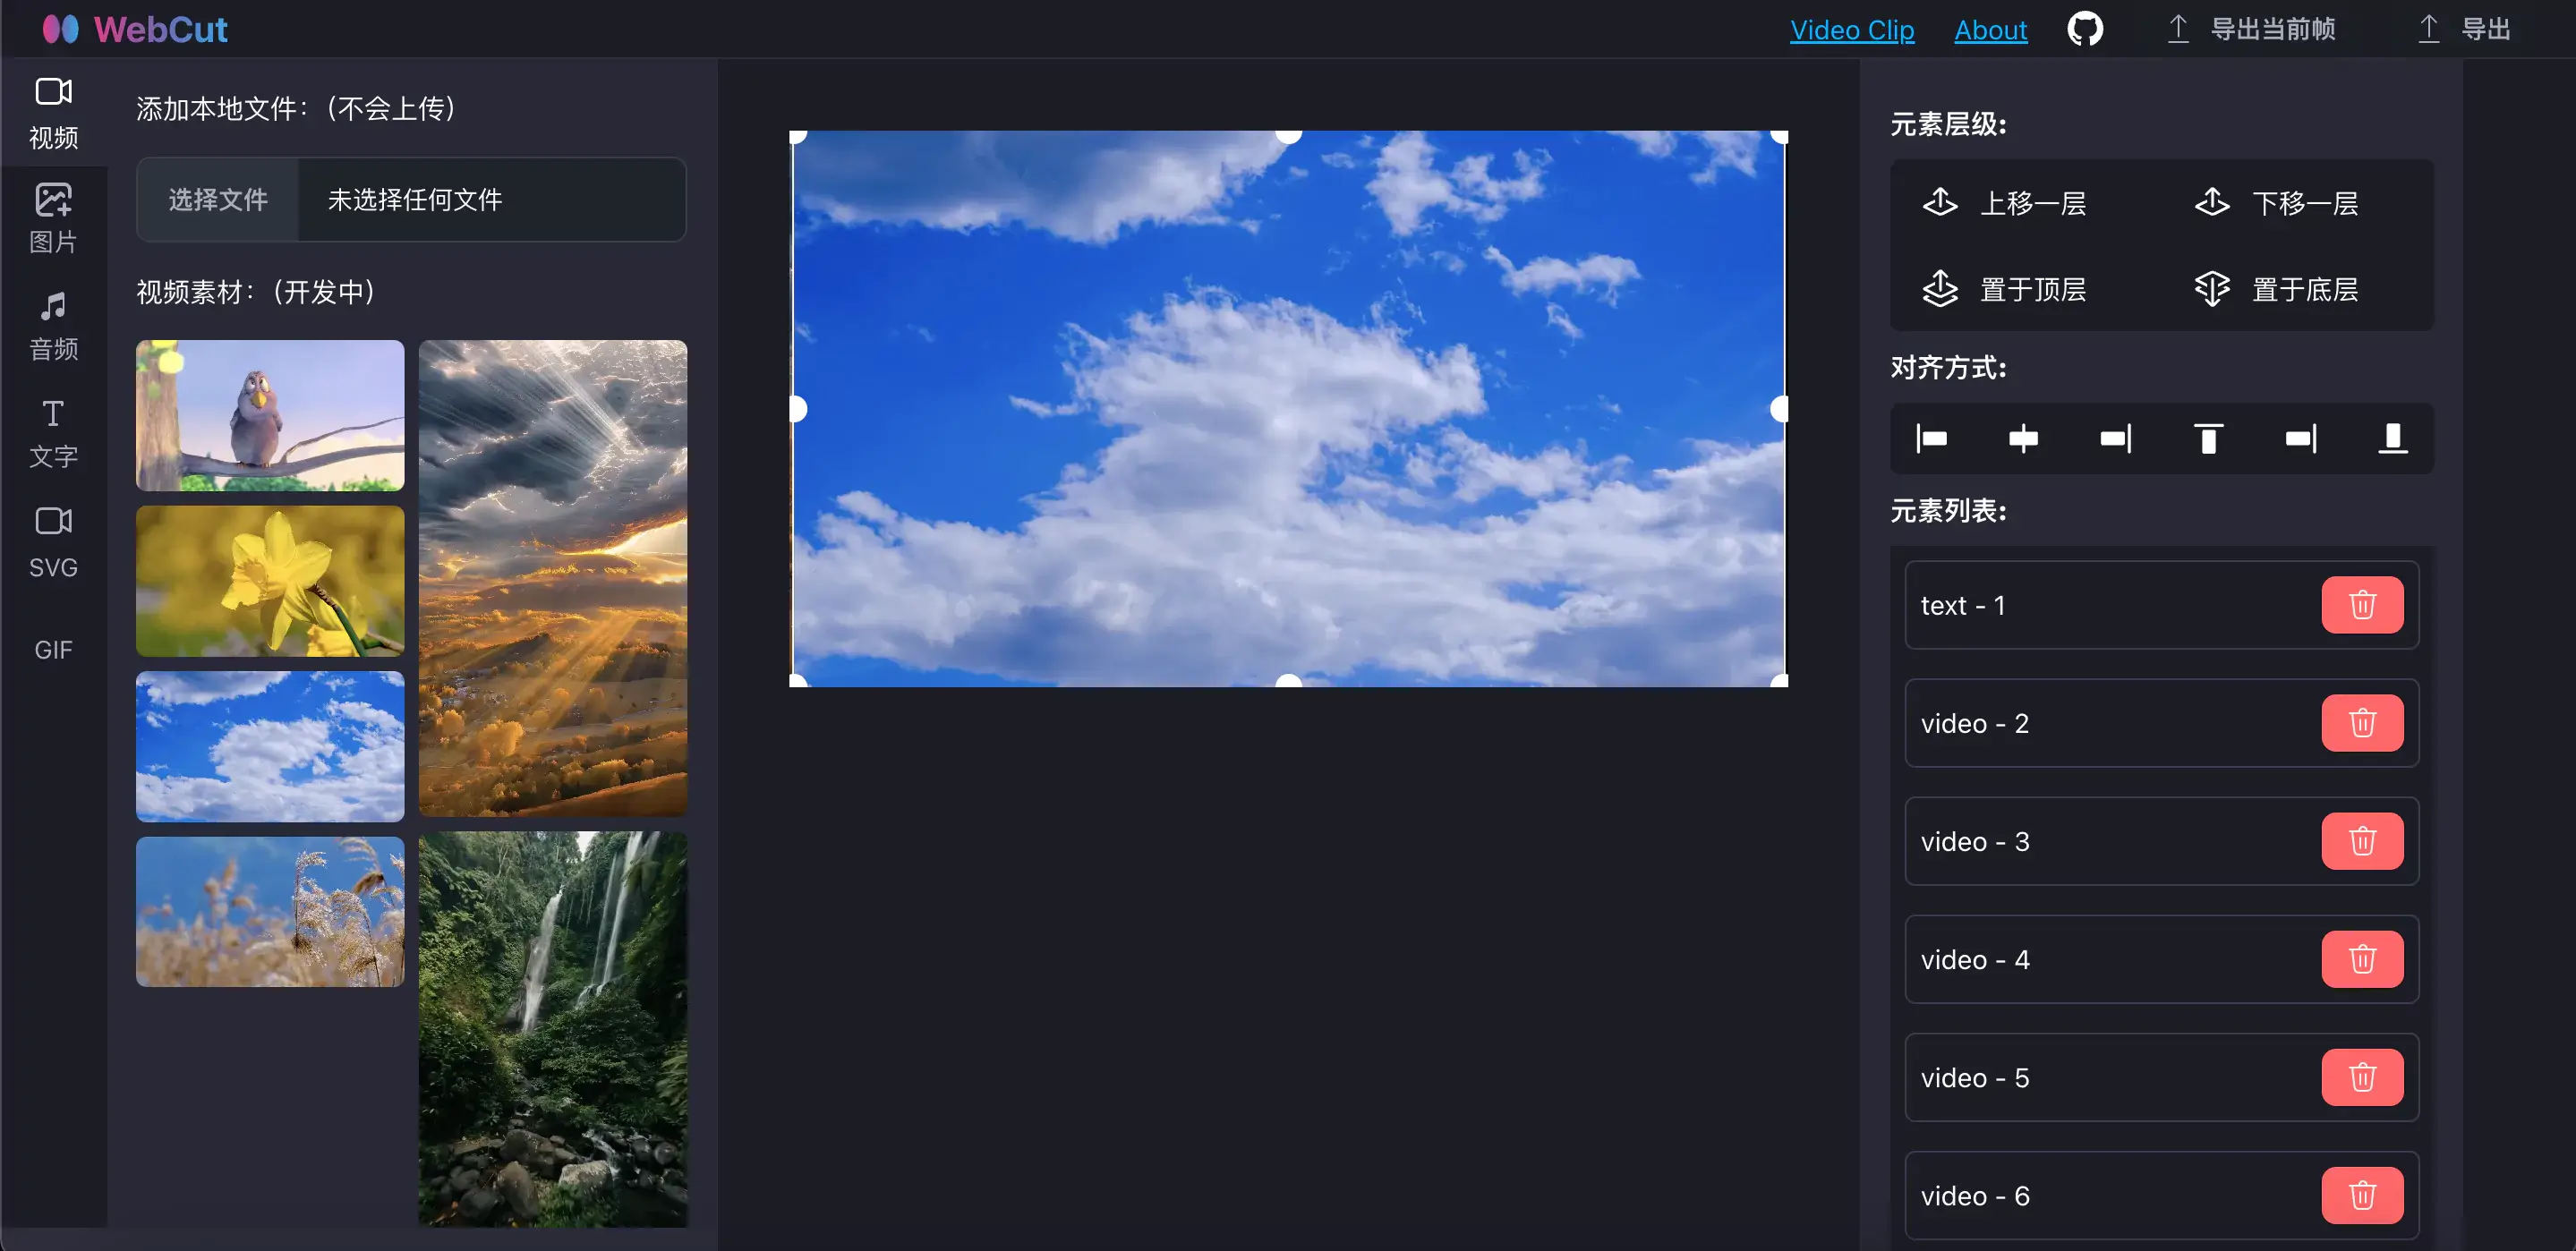 WebCut
Video Clip
About
导出当前帧
导出
视频
图片
音频
文字
SVG
GIF
添加本地文件：（不会上传）
选择文件
未选择任何文件
视频素材：（开发中）
元素层级:
上移一层
下移一层
置于顶层
置于底层
对齐方式:
元素列表:
text - 1
video - 2
video - 3
video - 4
video - 5
video - 6